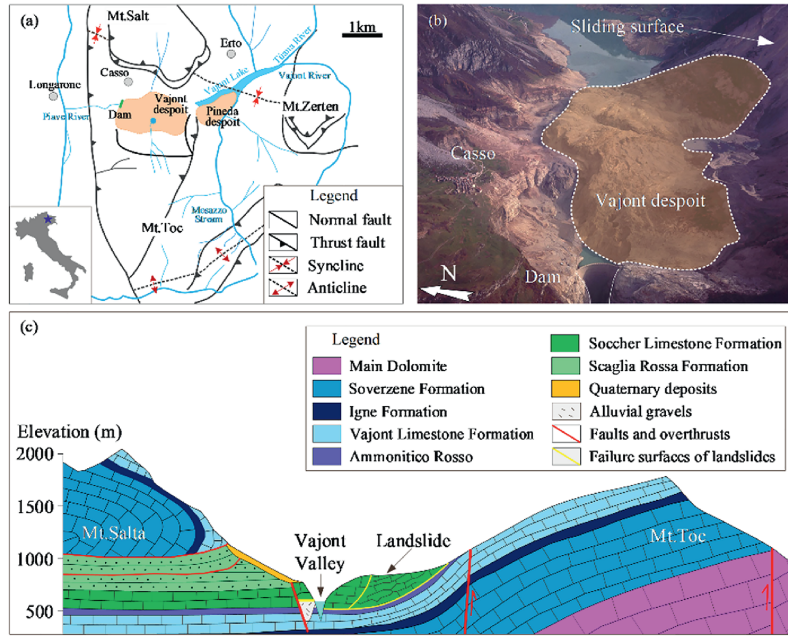 (a)
Mt.Salt
1km
Erto
Casso
Longarone
Tuara River
Vajont Lake
Vajont River
Vajont
despoit
Dam
Pineda
despoit
Mt.Zerten
Piave River
Mt.Toc
Mosazzo
Stroam
Legend
Normal fault
Thrust fault
Syncline
Anticline
(b)
Sliding surface
Casso
Vajont despoit
Dam
N
(c)
Legend
Main Dolomite
Soverzene Formation
Igne Formation
Vajont Limestone Formation
Ammonitico Rosso
Soccher Limestone Formation
Scaglia Rossa Formation
Quaternary deposits
Alluvial gravels
Faults and overthrusts
Failure surfaces of landslides
Elevation (m)
2000
1500
1000
500
Mt.Salta
Vajont
Valley
Landslide
Mt.Toc